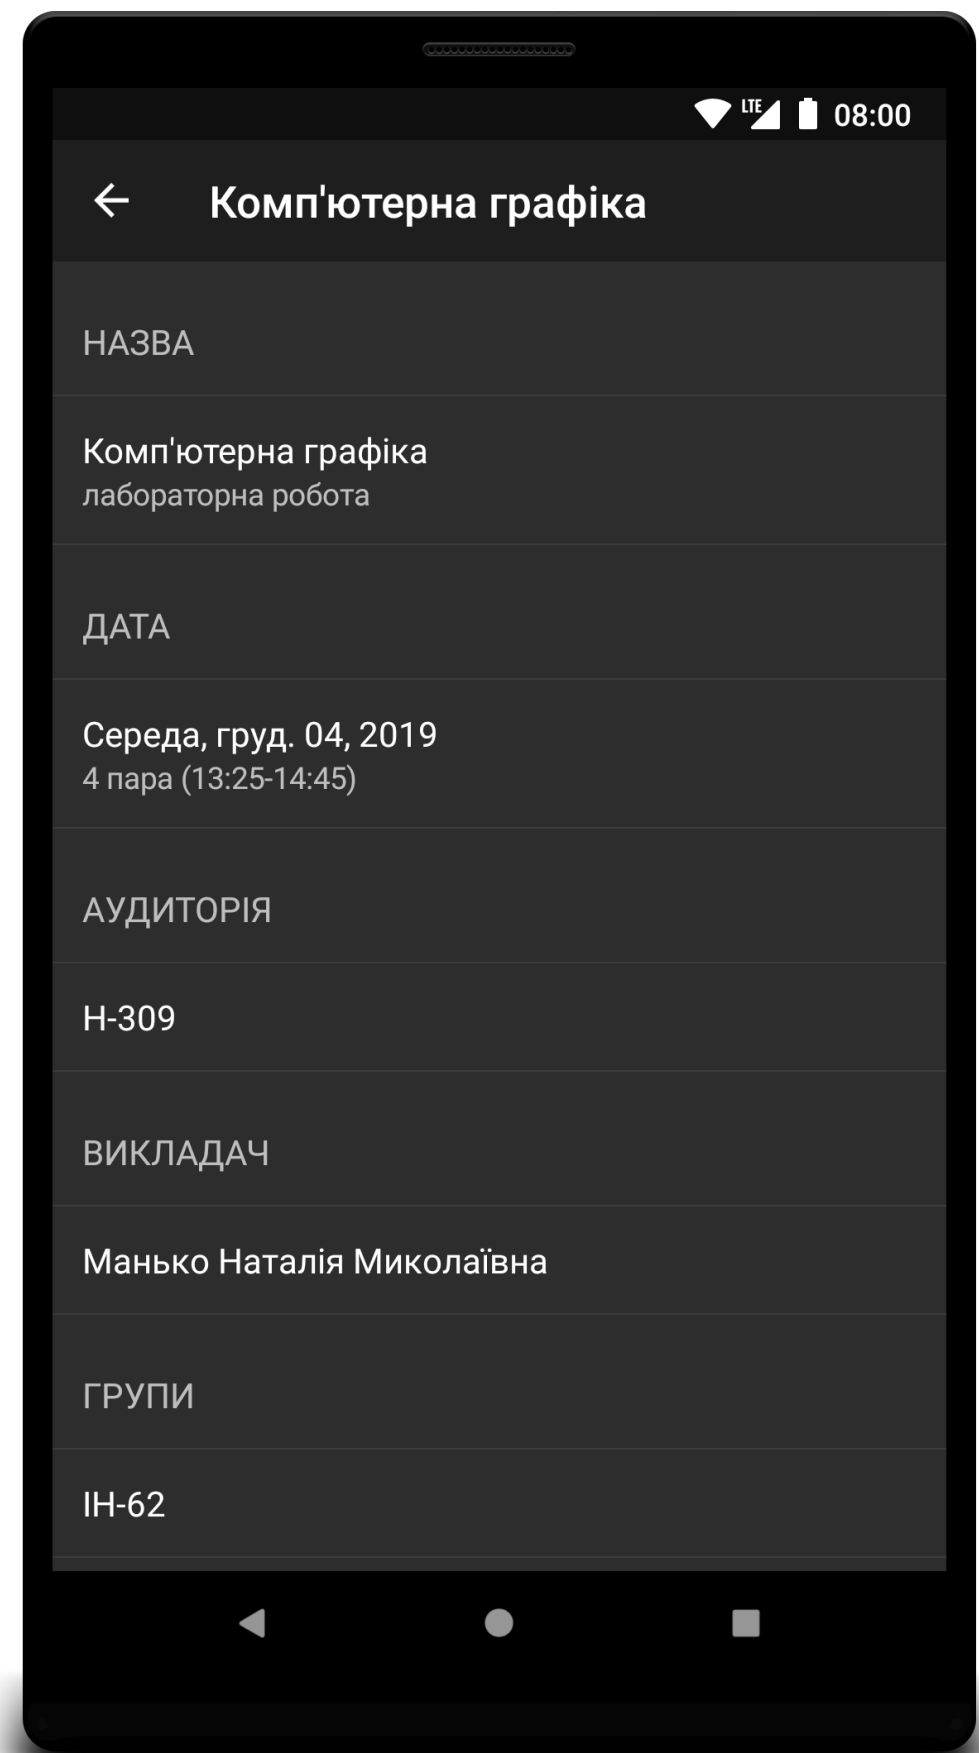 LTE 08:00
Комп'ютерна графіка
НАЗВА
Комп'ютерна графіка
лабораторна робота
ДАТА
Середа, груд. 04, 2019
4 пара (13:25-14:45)
АУДИТОРІЯ
Н-309
ВИКЛАДАЧ
Манько Наталія Миколаївна
ГРУПИ
ІН-62